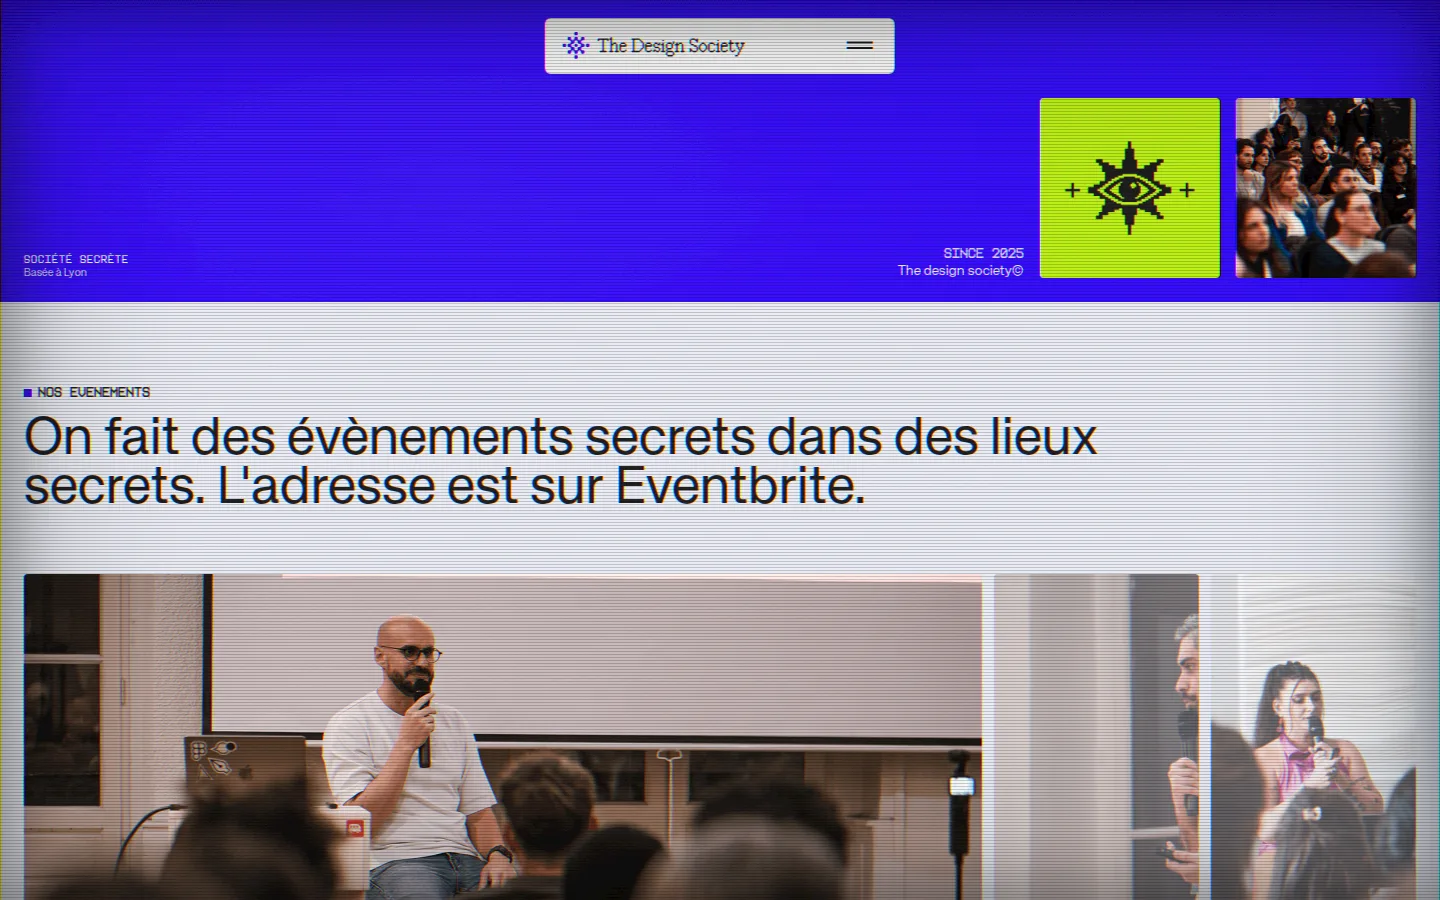 The Design Society
SOCIÉTÉ SECRÈTE
Basée à Lyon
SINCE 2025
The design society©
NOS EVENEMENTS
On fait des évènements secrets dans des lieux
secrets. L'adresse est sur Eventbrite.